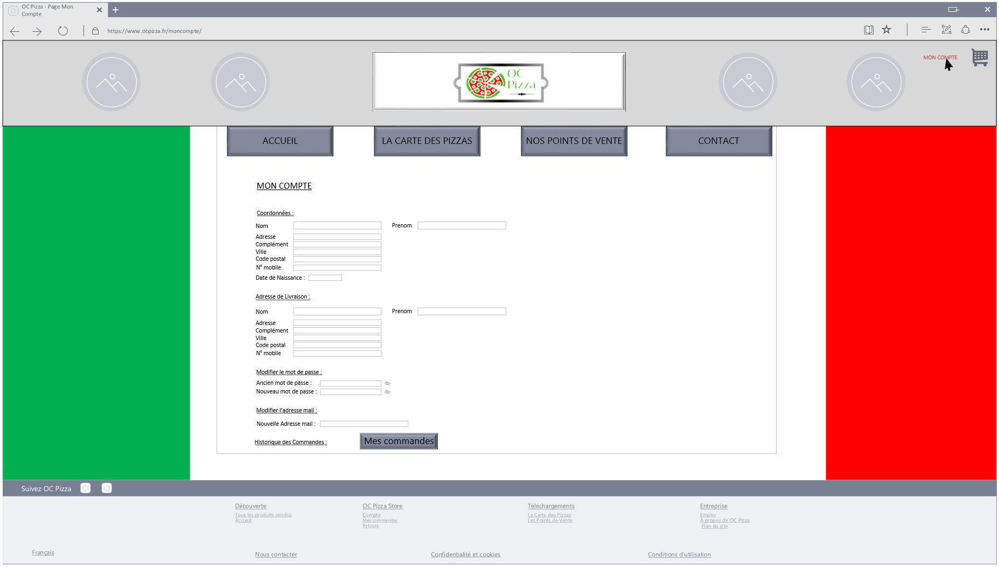 OC Pizza - Page Mon
Compte
https://www.ocpizza.fr/moncompte/
MON COMPTE
OC
Pizza
ACCUEIL
LA CARTE DES PIZZAS
NOS POINTS DE VENTE
CONTACT
MON COMPTE
Coordonnées :
Nom
Prenom
Adresse
Complément
Ville
Code postal
N° mobile
Date de Naissance :
Adresse de Livraison :
Nom
Prenom
Adresse
Complément
Ville
Code postal
N° mobile
Modifier le mot de passe :
Ancien mot de passe :
Nouveau mot de passe :
Modifier l'adresse mail :
Nouvelle Adresse mail :
Historique des Commandes :
Mes commandes
Suivez OC Pizza
Découverte
Tous les produits vendus
Accueil
OC Pizza Store
Compte
Mes commandes
Retours
Téléchargements
La Carte des Pizzas
Les Points de Vente
Entreprise
Emploi
À propos de OC Pizza
Plan du site
Français
Nous contacter
Confidentialité et cookies
Conditions d'utilisation